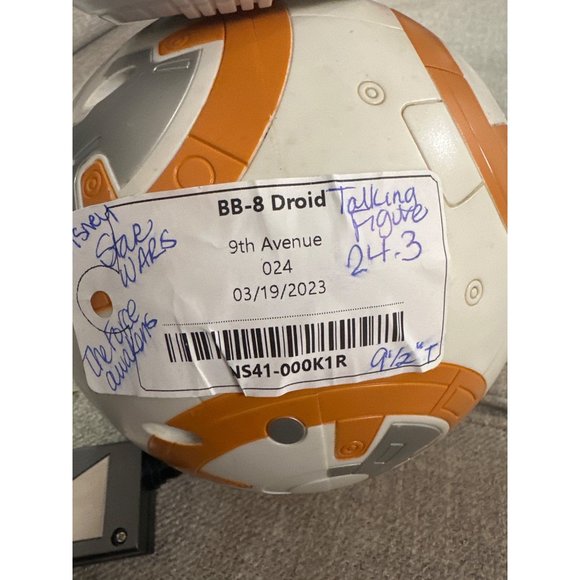 BB-8 Droid
9th Avenue
024
03/19/2023
NS41-000K1R
isney
Star
WARS
The Force
awakens
Talking
Figure
24.3
9 1/2" T